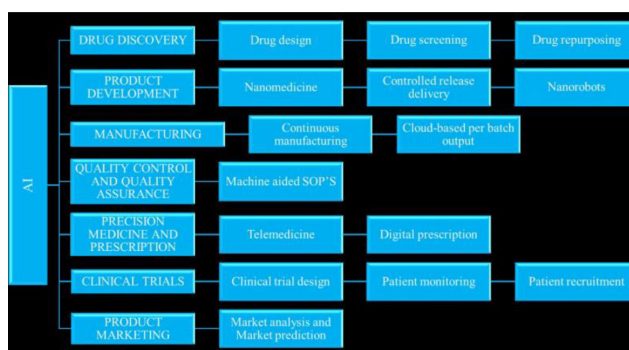 AI
DRUG DISCOVERY
Drug design
Drug screening
Drug repurposing
PRODUCT
DEVELOPMENT
Nanomedicine
Controlled release
delivery
Nanorobots
MANUFACTURING
Continuous
manufacturing
Cloud-based per batch
output
QUALITY CONTROL
AND QUALITY
ASSURANCE
Machine aided SOP'S
PRECISION
MEDICINE AND
PRESCRIPTION
Telemedicine
Digital prescription
CLINICAL TRIALS
Clinical trial design
Patient monitoring
Patient recruitment
PRODUCT
MARKETING
Market analysis and
Market prediction